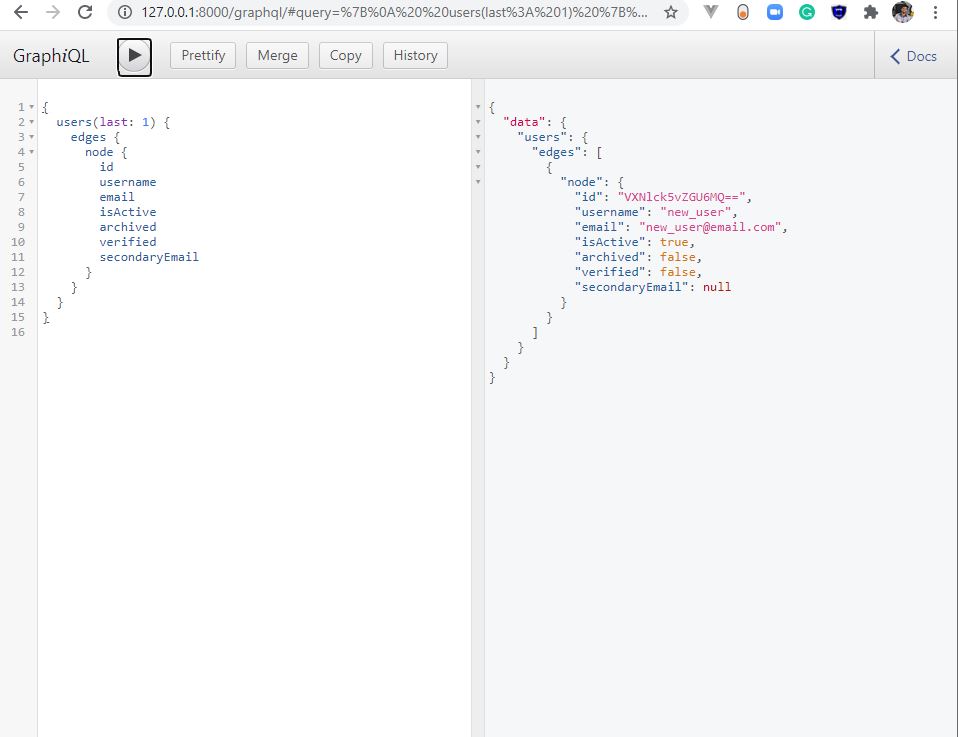 127.0.0.1:8000/graphql/#query=%7B%0A%20%20users(last%3A%201)%20%7B%...
GraphiQL Prettify Merge Copy History Docs
1 {
2 users(last: 1) {
3 edges {
4 node {
5 id
6 username
7 email
8 isActive
9 archived
10 verified
11 secondaryEmail
12 }
13 }
14 }
15 }
16
{
"data": {
"users": {
"edges": [
{
"node": {
"id": "VXNlck5vZGU6MQ==",
"username": "new_user",
"email": "new_user@email.com",
"isActive": true,
"archived": false,
"verified": false,
"secondaryEmail": null
}
}
]
}
}
}